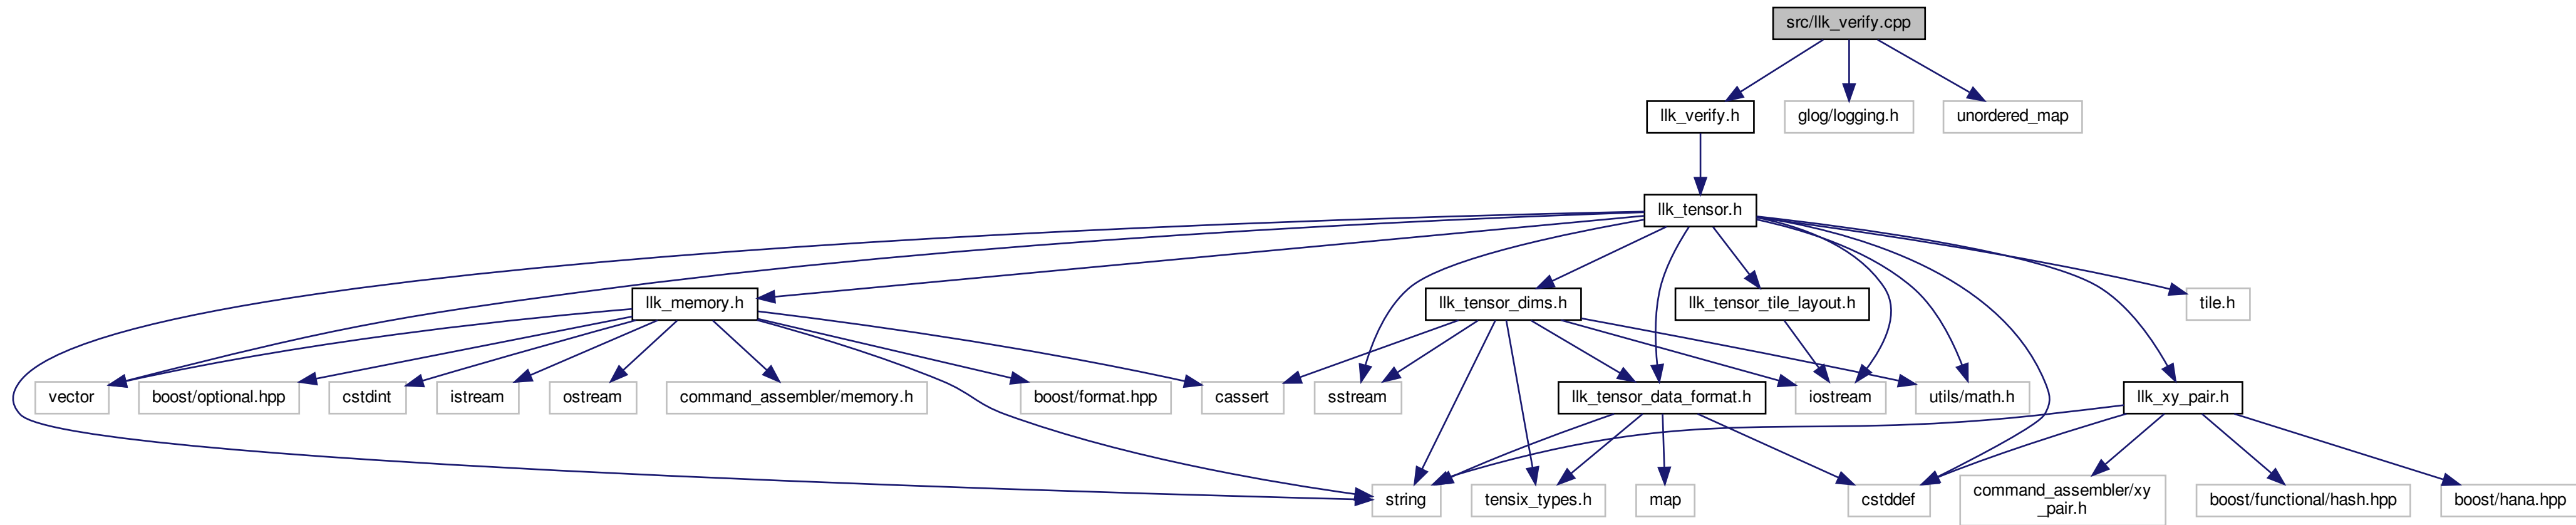 src/llk_verify.cpp
llk_verify.h
glog/logging.h
unordered_map
llk_tensor.h
llk_memory.h
llk_tensor_dims.h
llk_tensor_tile_layout.h
tile.h
vector
boost/optional.hpp
cstdint
istream
ostream
command_assembler/memory.h
boost/format.hpp
cassert
sstream
llk_tensor_data_format.h
iostream
utils/math.h
llk_xy_pair.h
string
tensix_types.h
map
cstddef
command_assembler/xy
_pair.h
boost/functional/hash.hpp
boost/hana.hpp